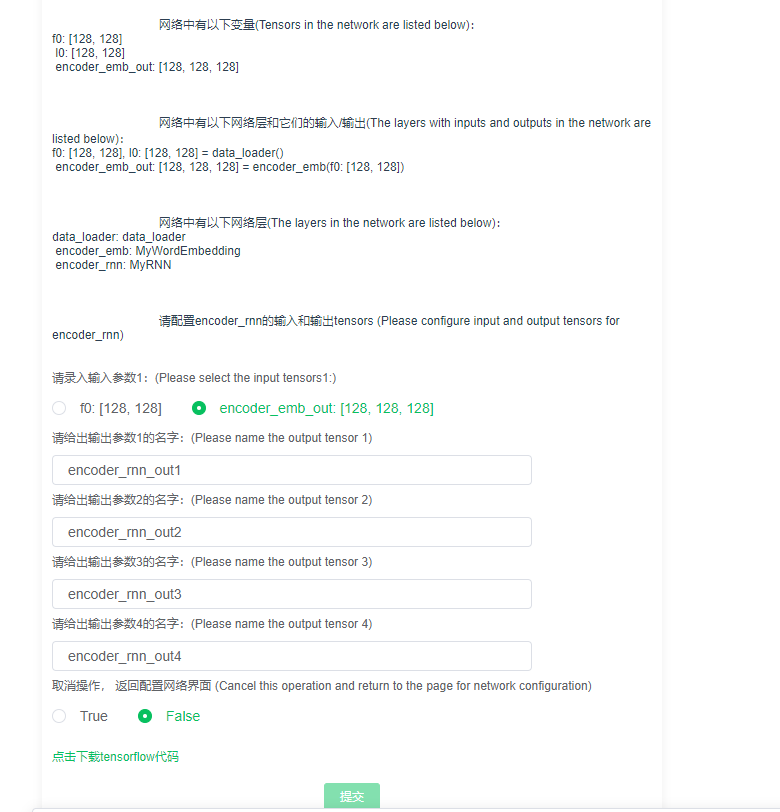 网络中有以下变量(Tensors in the network are listed below)：
f0: [128, 128]
l0: [128, 128]
encoder_emb_out: [128, 128, 128]
网络中有以下网络层和它们的输入/输出(The layers with inputs and outputs in the network are
listed below)：
f0: [128, 128], l0: [128, 128] = data_loader()
encoder_emb_out: [128, 128, 128] = encoder_emb(f0: [128, 128])
网络中有以下网络层(The layers in the network are listed below)：
data_loader: data_loader
encoder_emb: MyWordEmbedding
encoder_rnn: MyRNN
请配置encoder_rnn的输入和输出tensors (Please configure input and output tensors for
encoder_rnn)
请录入输入参数1：(Please select the input tensors1:)
f0: [128, 128] encoder_emb_out: [128, 128, 128]
请给出输出参数1的名字：(Please name the output tensor 1)
encoder_rnn_out1
请给出输出参数2的名字：(Please name the output tensor 2)
encoder_rnn_out2
请给出输出参数3的名字：(Please name the output tensor 3)
encoder_rnn_out3
请给出输出参数4的名字：(Please name the output tensor 4)
encoder_rnn_out4
取消操作， 返回配置网络界面 (Cancel this operation and return to the page for network configuration)
True False
点击下载tensorflow代码
提交